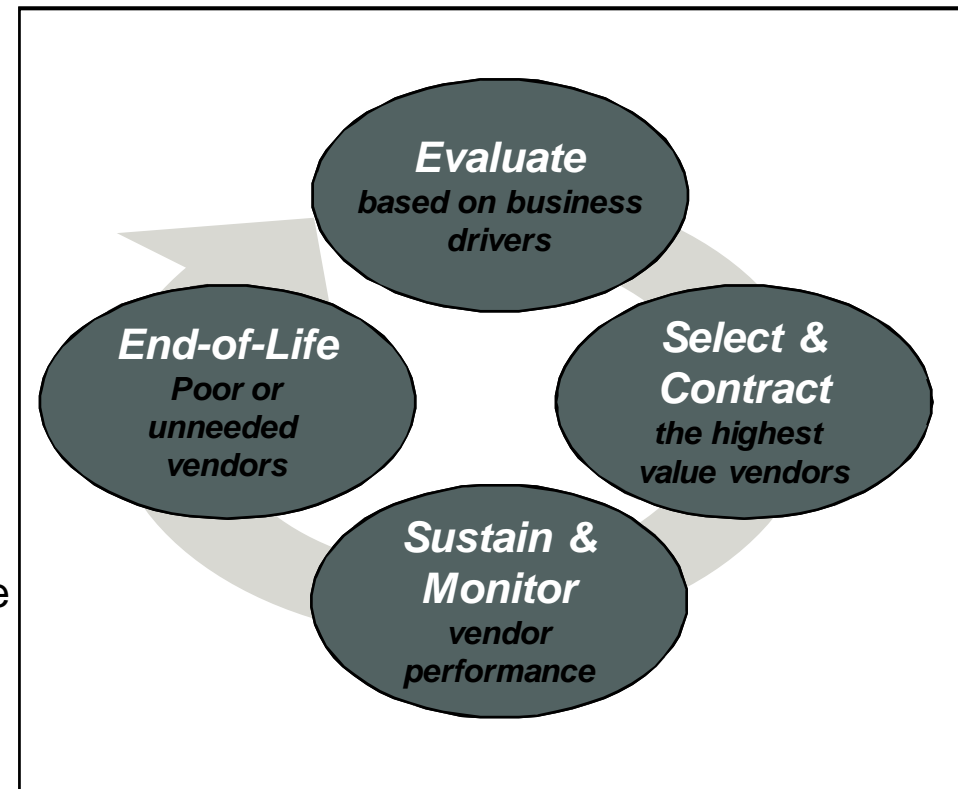 Evaluate
based on business
drivers
Select &
Contract
the highest
value vendors
Sustain &
Monitor
vendor
performance
End-of-Life
Poor or
unneeded
vendors
e